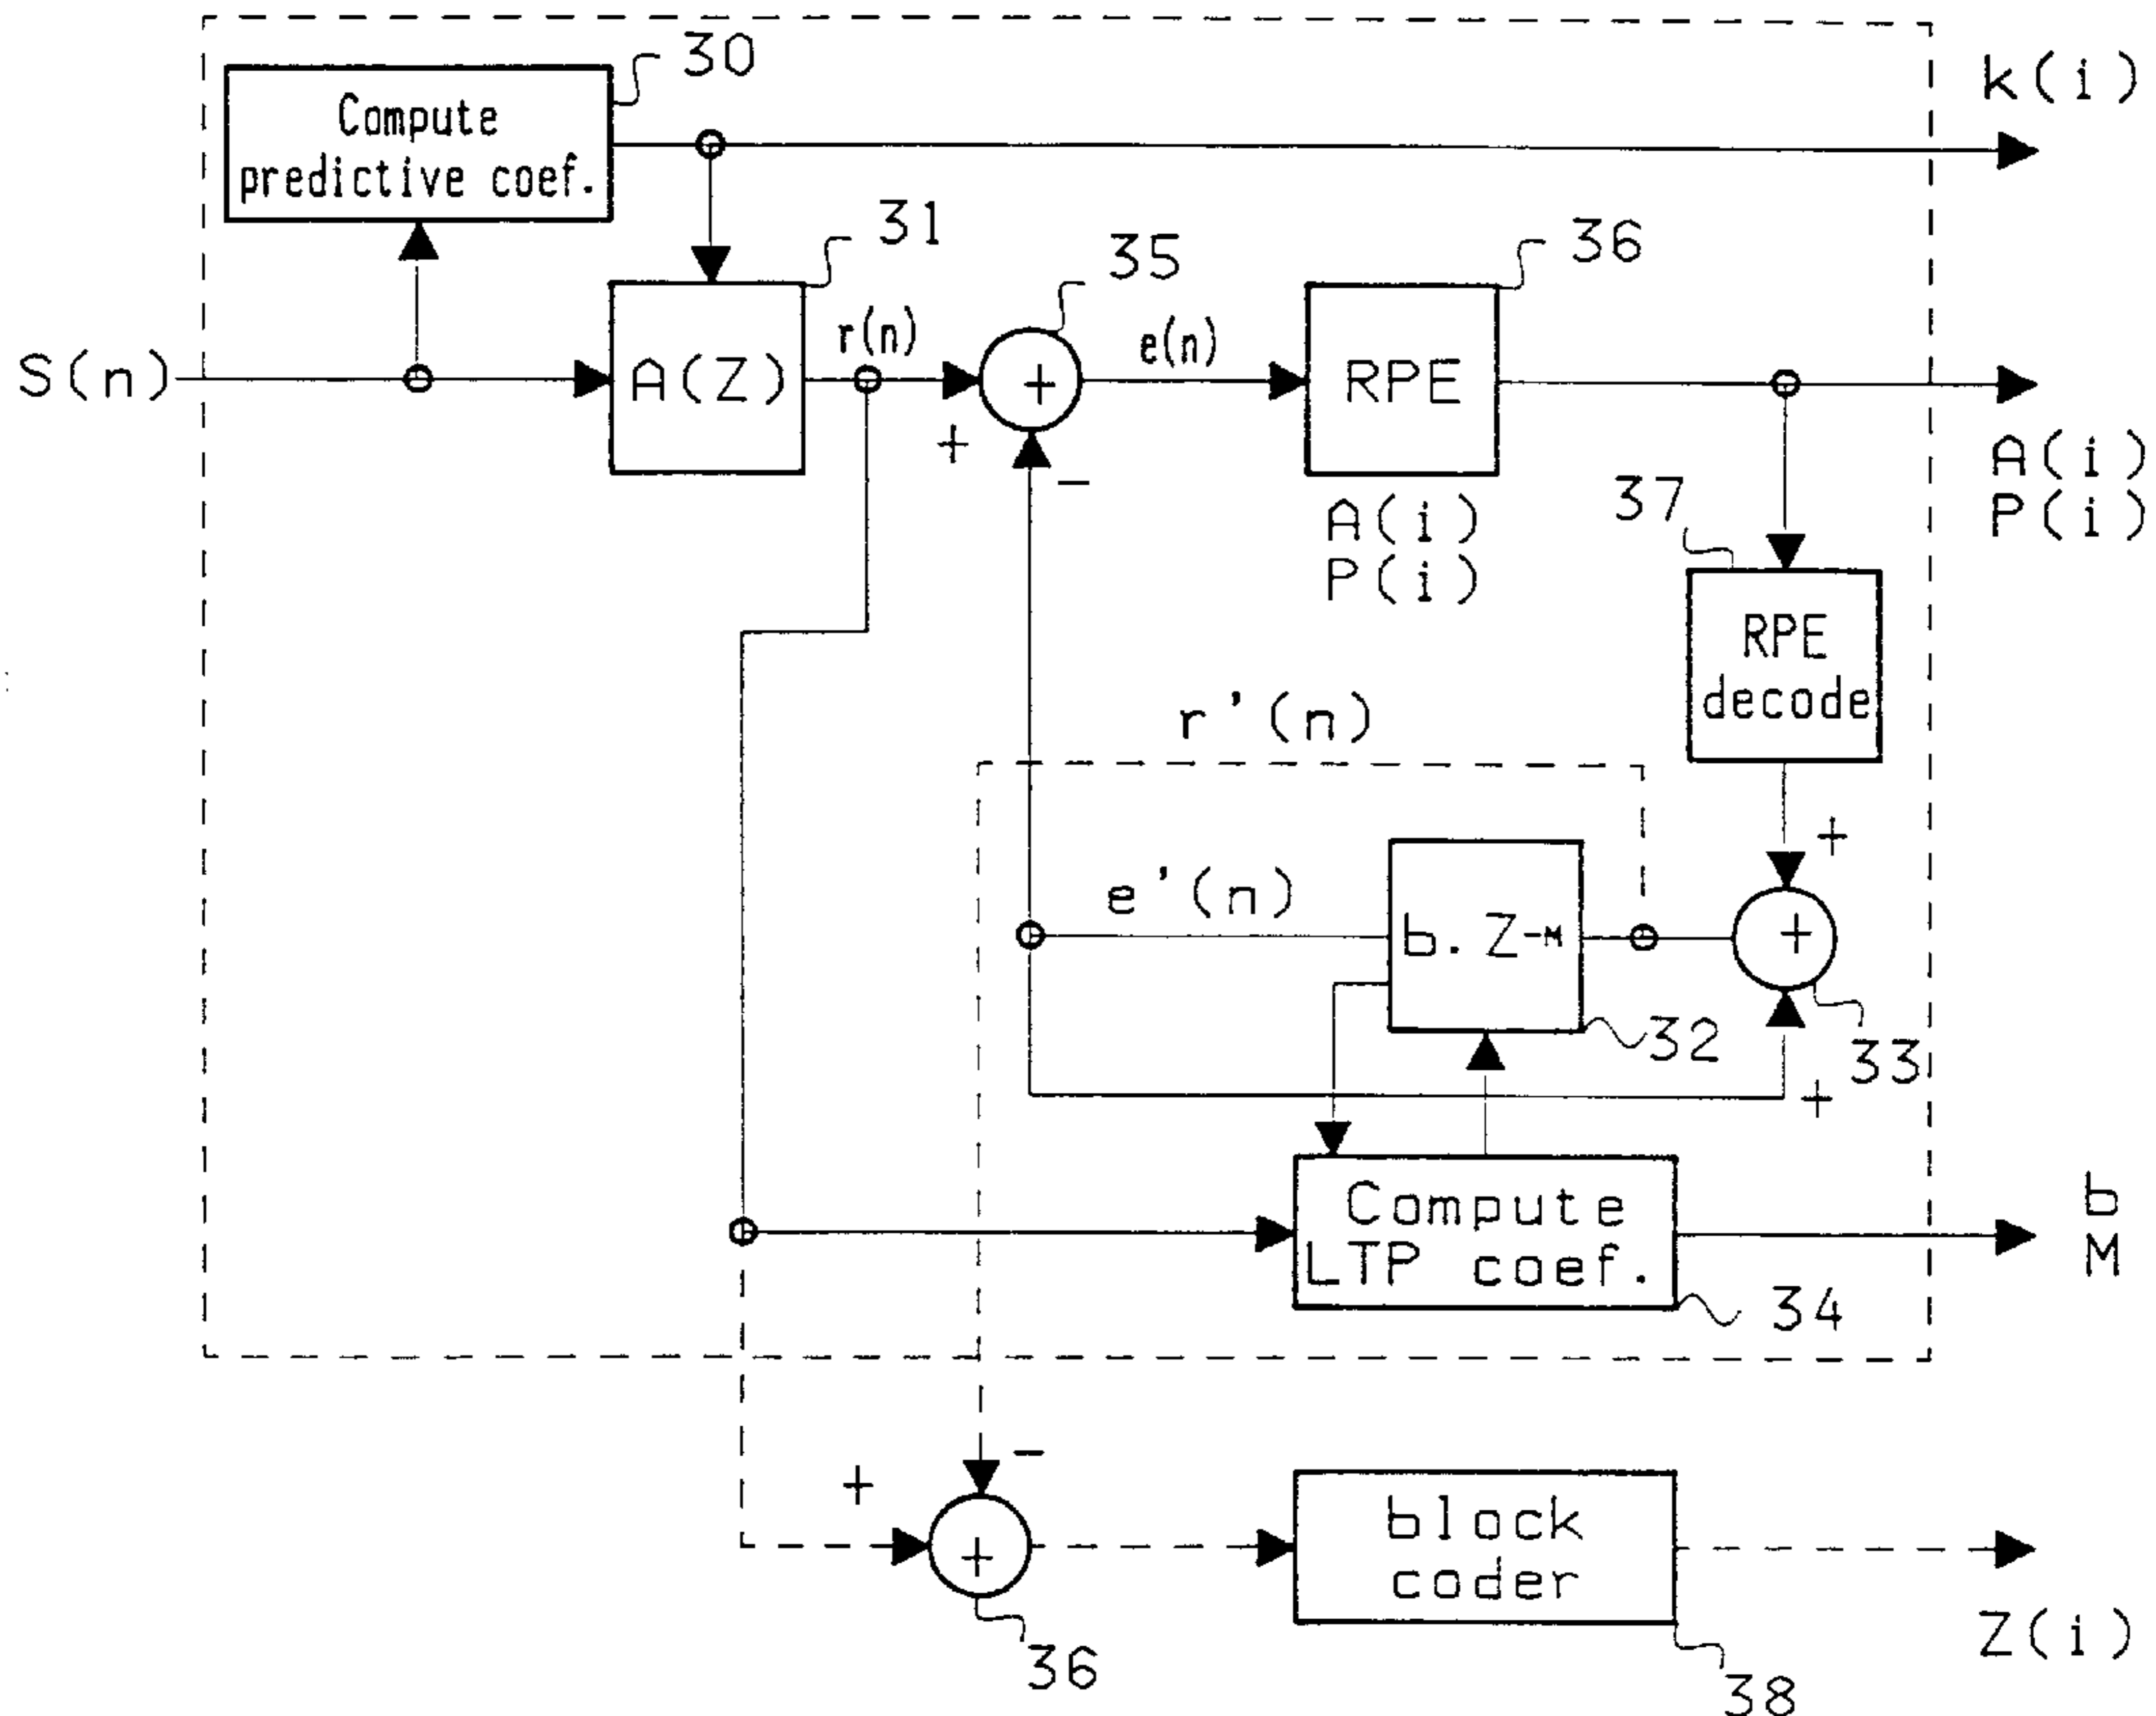 30
k(i)
Compute
predictive coef.
31
35
36
S(n)
A(Z)
r(n)
+
+
-
e(n)
RPE
A(i)
P(i)
A(i)
P(i)
37
RPE
decode
r'(n)
+
e'(n)
b.Z-M
+
32
33
+
Compute
LTP coef.
b
M
34
-
+
+
block
coder
Z(i)
36
38